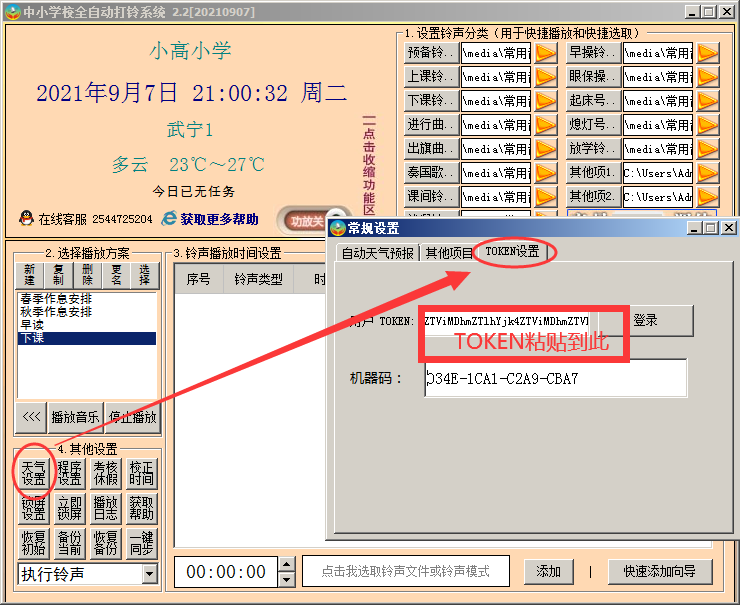 中小学校全自动打铃系统 2.2[20210907]
小高小学
2021年9月7日 21:00:32 周二
武宁1
多云 23℃~27℃
今日已无任务
在线客服 2544725204 获取更多帮助
功放关
点击收缩功能区
1.设置铃声分类（用于快捷播放和快捷选取）
预备铃.. \media\常用 早操铃.. \media\常用
上课铃.. \media\常用 眼保操.. \media\常用
下课铃.. \media\常用 起床号.. \media\常用
进行曲.. \media\常用 熄灯号.. \media\常用
出旗曲.. \media\常用 放学铃.. \media\常用
奏国歌.. \media\常用 其他项1. C:\Users\Adm
课间铃.. \media\常用 其他项2. C:\Users\Adm
2.选择播放方案
新建 复制 删除 更名 选择
春季作息安排
秋季作息安排
早读
下课
<<< 播放音乐 停止播放
4.其他设置
天气设置 程序设置 考核休假 校正时间
锁屏设置 立即锁屏 播放日志 获取帮助
恢复初始 备份当前 恢复备份 一键同步
执行铃声
3.铃声播放时间设置
序号 铃声类型 时
常规设置
自动天气预报 其他项目 TOKEN设置
用户 TOKEN: ZTViMDhmZTlhYjk4ZTViMDhmZTVl 登录
TOKEN粘贴到此
机器码： D34E-1CA1-C2A9-CBA7
00:00:00 点击我选取铃声文件或铃声模式 添加 | 快速添加向导